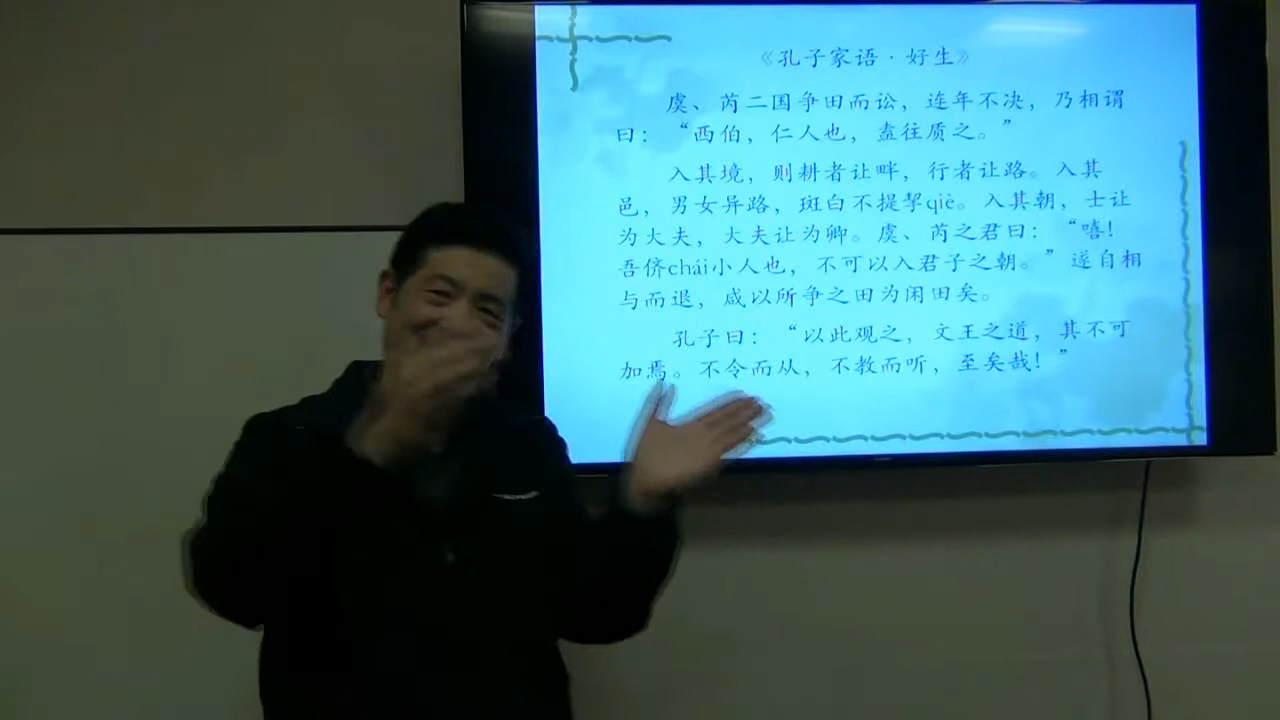 《孔子家语·好生》
虞、芮二国争田而讼，连年不决，乃相谓
曰：“西伯，仁人也，盍往质之。”
入其境，则耕者让畔，行者让路。入其
邑，男女异路，斑白不提挈qiè。入其朝，士让
为大夫，大夫让为卿。虞、芮之君曰：“嘻！
吾侪chái小人也，不可以入君子之朝。”遂自相
与而退，咸以所争之田为闲田矣。
孔子曰：“以此观之，文王之道，其不可
加焉。不令而从，不教而听，至矣哉！”